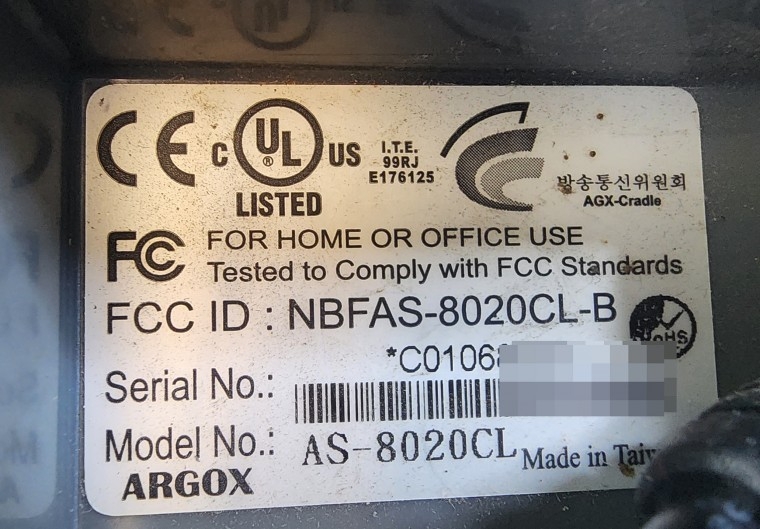 CE
C UL® US
LISTED
I.T.E.
99RJ
E176125
방송통신위원회
AGX-Cradle
FC FOR HOME OR OFFICE USE
Tested to Comply with FCC Standards
FCC ID : NBFAS-8020CL-B
RoHS
*C0106
Serial No.:
Model No.: AS-8020CL Made in
ARGOX